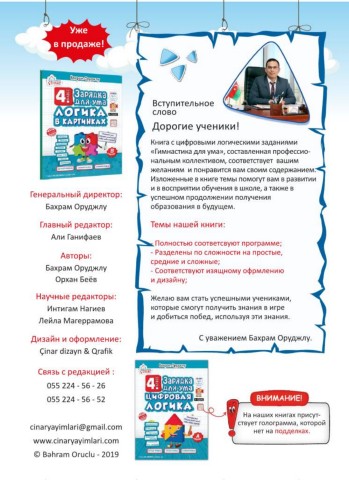 Уже
в продаже!
Бахрам Оруджлу
4+
Зарядка
для ума
ЛОГИКА
В КАРТИНКАХ
Генеральный директор:
Бахрам Оруджлу
Главный редактор:
Али Ганифаев
Авторы:
Бахрам Оруджлу
Орхан Беёв
Научные редакторы:
Интигам Нагиев
Лейла Магеррамова
Дизайн и оформление:
Çinar dizayn & Qrafik
Связь с редакцией :
055 224 - 56 - 26
055 224 - 56 - 52
cinaryayimlari@gmail.com
www.cinaryayimlari.com
© Bahram Oruclu - 2019
Вступительное
слово
Дорогие ученики!
Книга с цифровыми логическими заданиями
«Гимнастика для ума», составленная профессио-
нальным коллективом, соответствует вашим
желаниям и понравится вам своим содержанием.
Изложенные в книге темы помогут вам в развитии
и в восприятии обучения в школе, а также в
успешном продолжении получения
образования в будущем.
Темы нашей книги:
- Полностью соответсвуют программе;
- Разделены по сложности на простые,
средние и сложные;
- Соответствуют изящному офрмлению
и дизайну;
Желаю вам стать успешными учениками,
которые смогут получить знания в игре
и добиться побед, используя эти знания.
С уважением Бахрам Оруджлу.
4+
Зарядка
для ума
ЦИФРОВАЯ
ЛОГИКА
ВНИМАНИЕ!
На наших книгах присут-
ствует голограмма, которой
нет на подделках.